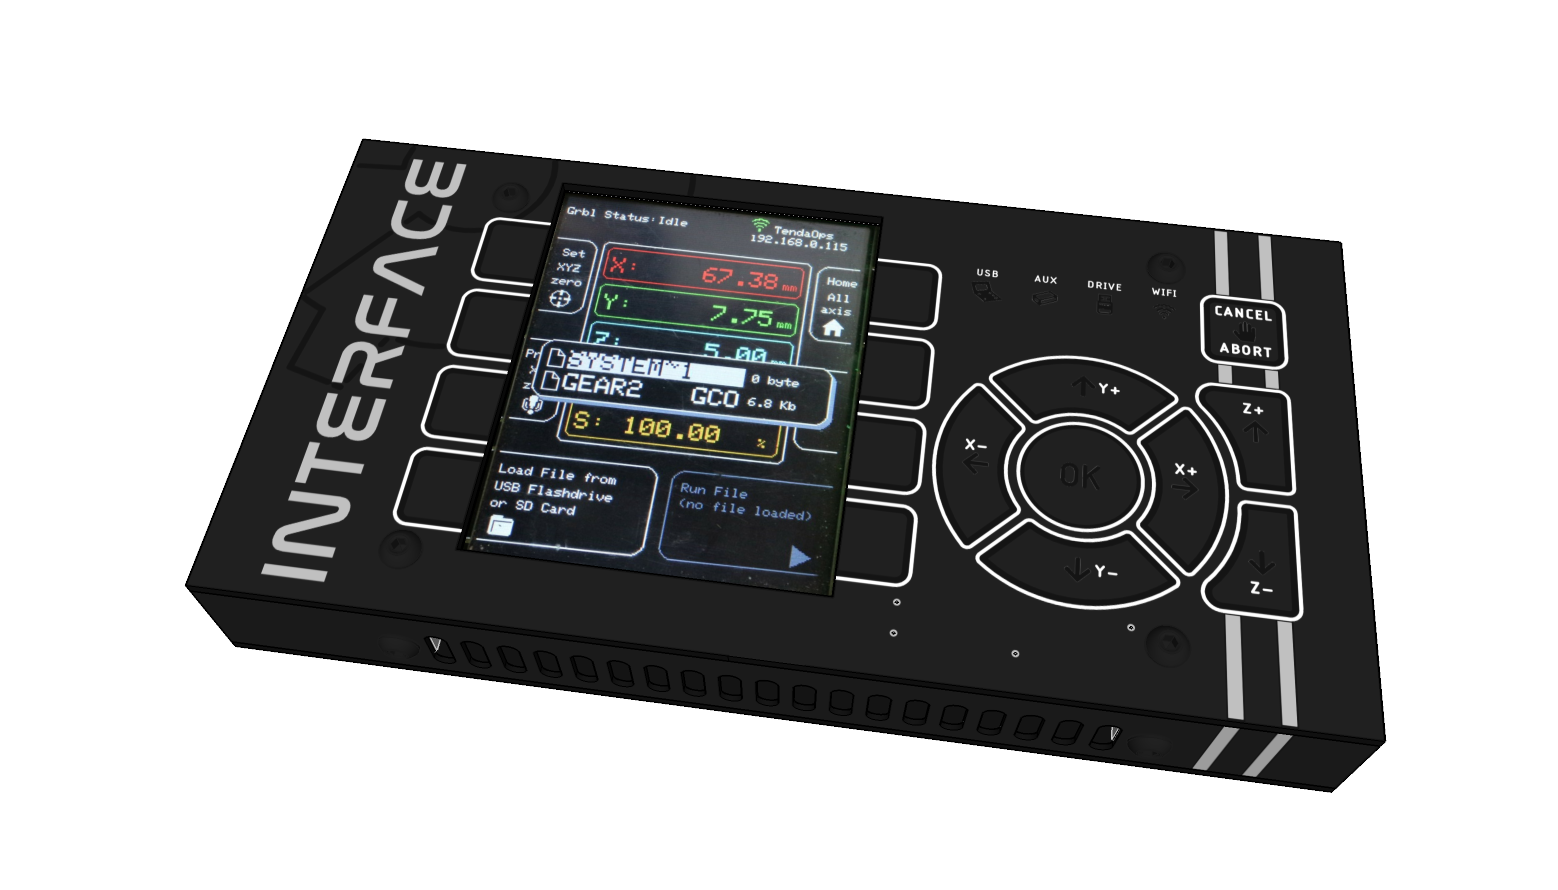 INTERFACE
Grbl Status:Idle
TendaOps
192.168.0.115
Set
XYZ
zero
X: 67.38 mm
Y: 7.75 mm
Z: 5.00 mm
Home
All
axis
Pr
z
SYSTEM~1 0 byte
GEAR2 GCO 6.8 Kb
S: 100.00 %
Load File from
USB Flashdrive
or SD Card
Run File
(no file loaded)
USB
AUX
DRIVE
WIFI
CANCEL
ABORT
Y+
X-
OK
X+
Y-
Z+
Z-